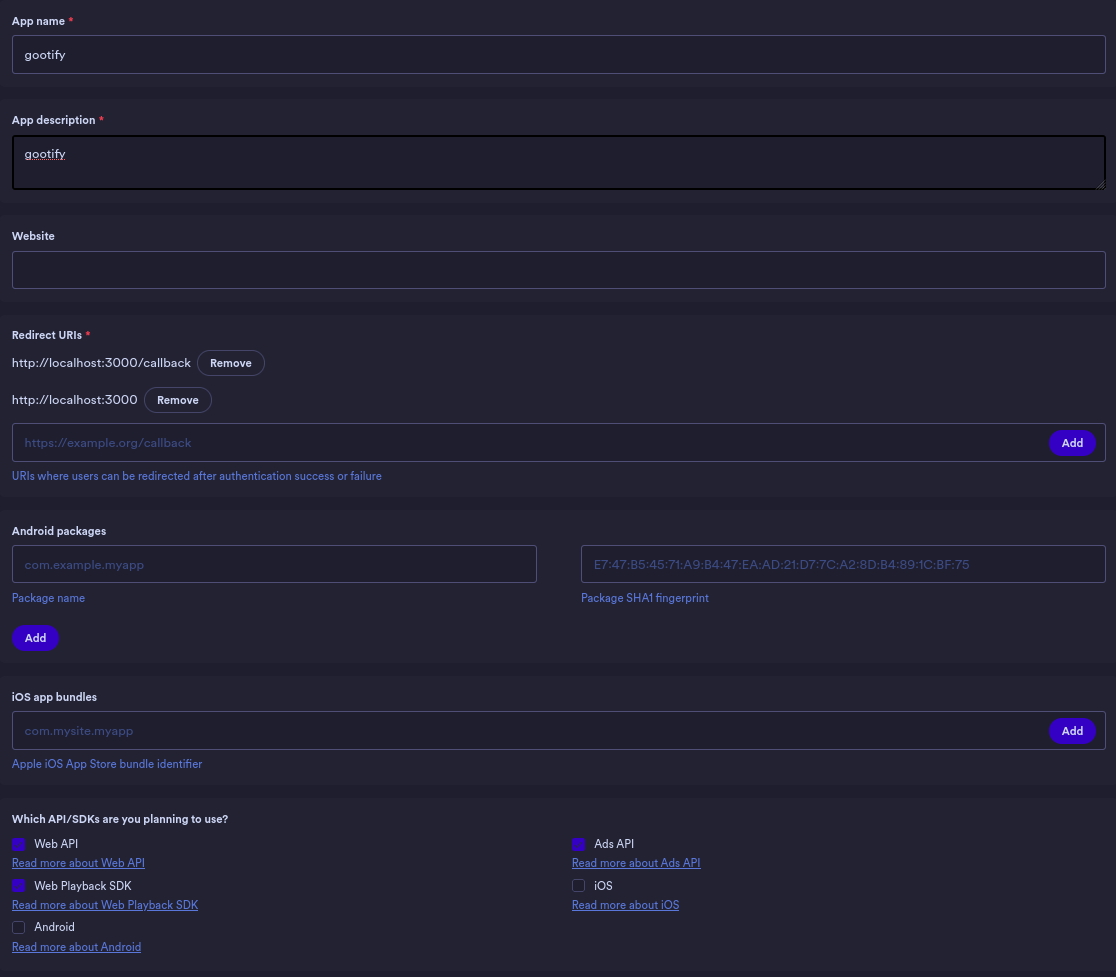 App name *
gootify
App description *
gootify
Website
Redirect URIs *
http://localhost:3000/callback Remove
http://localhost:3000 Remove
https://example.org/callback Add
URIs where users can be redirected after authentication success or failure
Android packages
com.example.myapp E7:47:B5:45:71:A9:B4:47:EA:AD:21:D7:7C:A2:8D:B4:89:1C:BF:75
Package name Package SHA1 fingerprint
Add
iOS app bundles
com.mysite.myapp Add
Apple iOS App Store bundle identifier
Which API/SDKs are you planning to use?
Web API Ads API
Read more about Web API Read more about Ads API
Web Playback SDK iOS
Read more about Web Playback SDK Read more about iOS
Android
Read more about Android